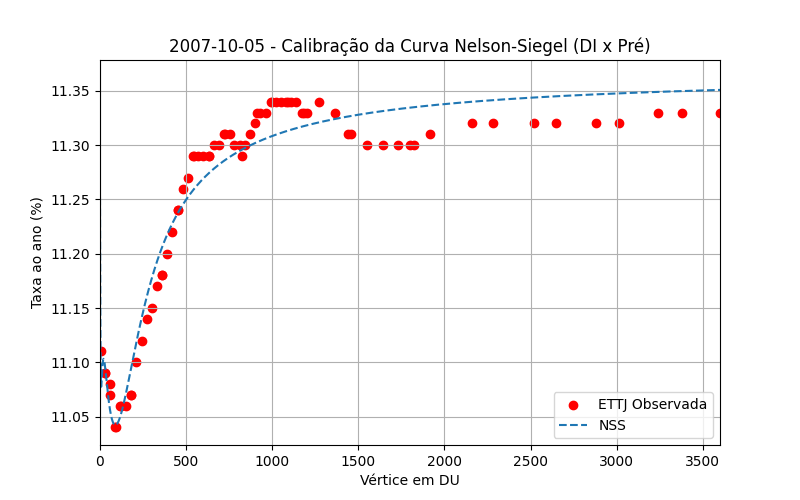 2007-10-05 - Calibração da Curva Nelson-Siegel (DI x Pré)
Taxa ao ano (%)
11.35
11.30
11.25
11.20
11.15
11.10
11.05
ETTJ Observada
NSS
0 500 1000 1500 2000 2500 3000 3500
Vértice em DU